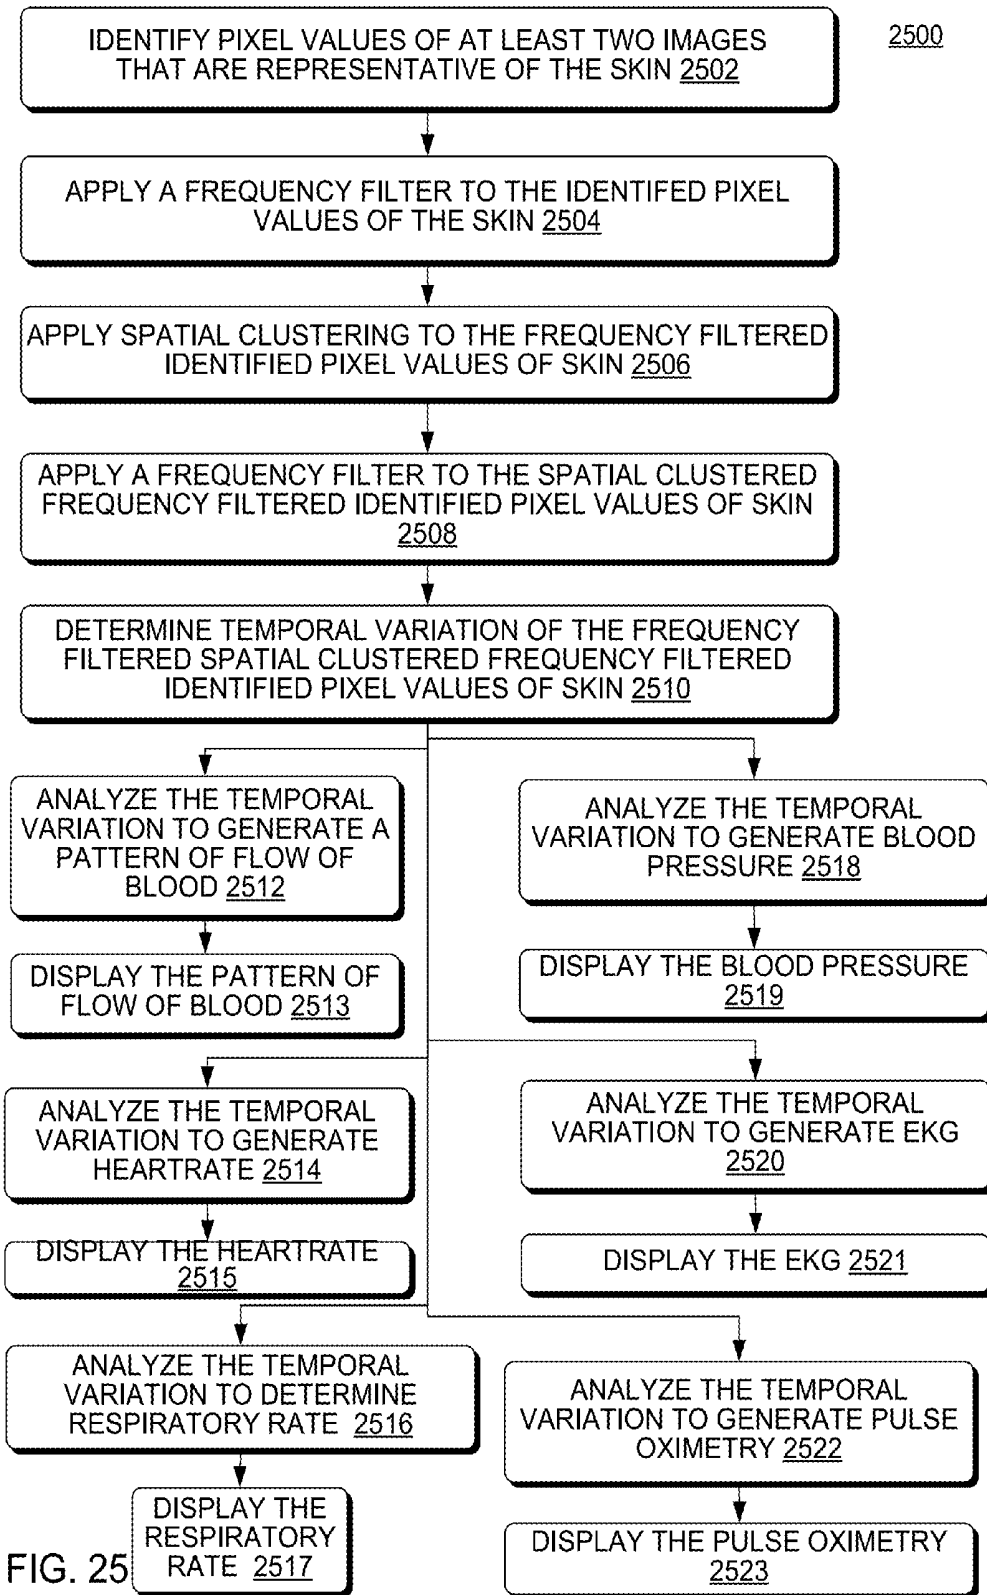 2500
IDENTIFY PIXEL VALUES OF AT LEAST TWO IMAGES
THAT ARE REPRESENTATIVE OF THE SKIN 2502
APPLY A FREQUENCY FILTER TO THE IDENTIFED PIXEL
VALUES OF THE SKIN 2504
APPLY SPATIAL CLUSTERING TO THE FREQUENCY FILTERED
IDENTIFIED PIXEL VALUES OF SKIN 2506
APPLY A FREQUENCY FILTER TO THE SPATIAL CLUSTERED
FREQUENCY FILTERED IDENTIFIED PIXEL VALUES OF SKIN
2508
DETERMINE TEMPORAL VARIATION OF THE FREQUENCY
FILTERED SPATIAL CLUSTERED FREQUENCY FILTERED
IDENTIFIED PIXEL VALUES OF SKIN 2510
ANALYZE THE TEMPORAL
VARIATION TO GENERATE A
PATTERN OF FLOW OF
BLOOD 2512
DISPLAY THE PATTERN OF
FLOW OF BLOOD 2513
ANALYZE THE TEMPORAL
VARIATION TO GENERATE BLOOD
PRESSURE 2518
DISPLAY THE BLOOD PRESSURE
2519
ANALYZE THE TEMPORAL
VARIATION TO GENERATE
HEARTRATE 2514
DISPLAY THE HEARTRATE
2515
ANALYZE THE TEMPORAL
VARIATION TO GENERATE EKG
2520
DISPLAY THE EKG 2521
ANALYZE THE TEMPORAL
VARIATION TO DETERMINE
RESPIRATORY RATE 2516
DISPLAY THE
RESPIRATORY
RATE 2517
ANALYZE THE TEMPORAL
VARIATION TO GENERATE PULSE
OXIMETRY 2522
DISPLAY THE PULSE OXIMETRY
2523
FIG. 25